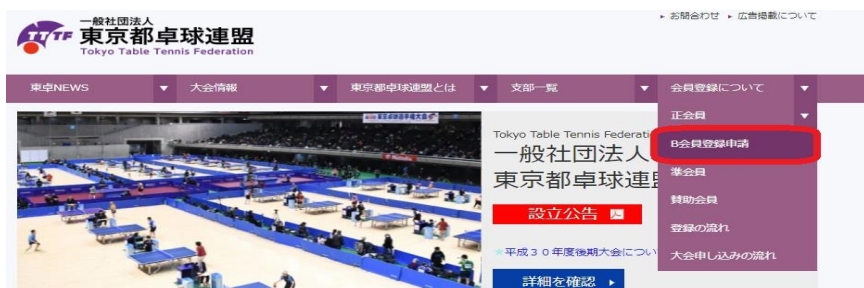 ▸ お問合わせ ▸ 広告掲載について
一般社団法人
TTTF 東京都卓球連盟
Tokyo Table Tennis Federation
東卓NEWS ▼ 大会情報 ▼ 東京都卓球連盟とは ▼ 支部一覧 ▼ 会員登録について ▼
正会員 ▼
B会員登録申請
準会員
賛助会員
登録の流れ
大会申し込みの流れ
Tokyo Table Tennis Federati
一般社団法人
東京都卓球連
設立公告
平成30年度後期大会につい
詳細を確認 ▸